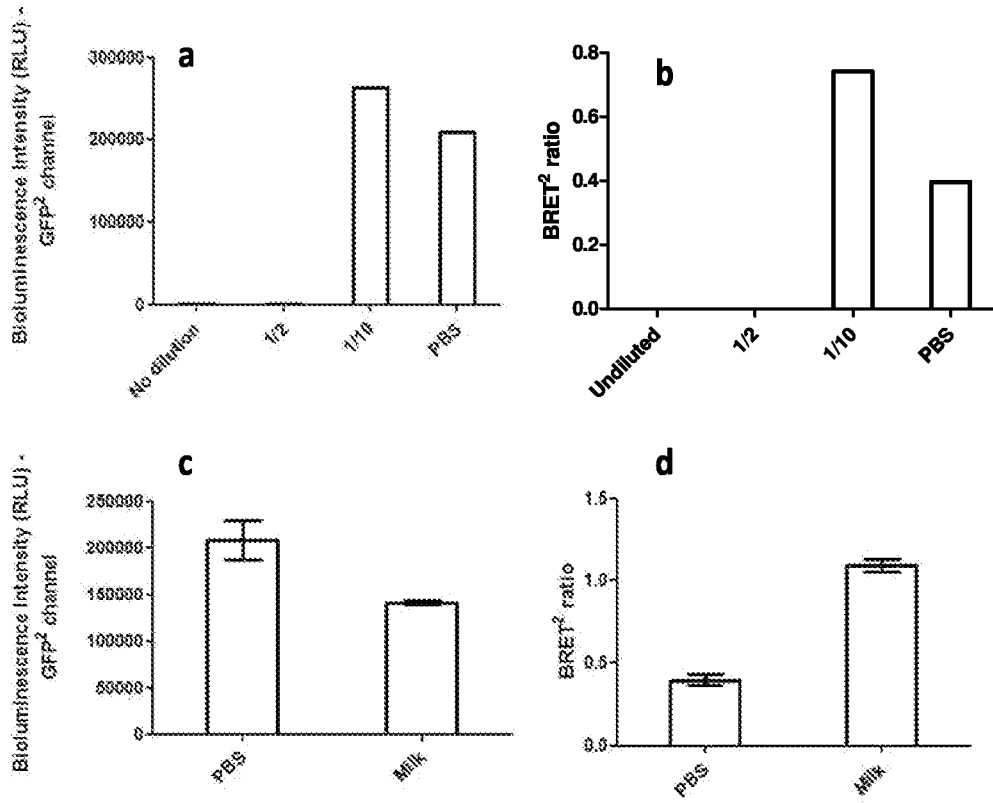 a
Bioluminescence Intensity (RLU) -
GFP2 channel
300000
200000
100000
0
No dilution
1/2
1/10
PBS
b
BRET2 ratio
0.8
0.6
0.4
0.2
0.0
Undiluted
1/2
1/10
PBS
c
Bioluminescence Intensity (RLU) -
GFP2 channel
250000
200000
150000
100000
50000
0
PBS
Milk
d
BRET2 ratio
1.5
1.0
0.5
0.0
PBS
Milk